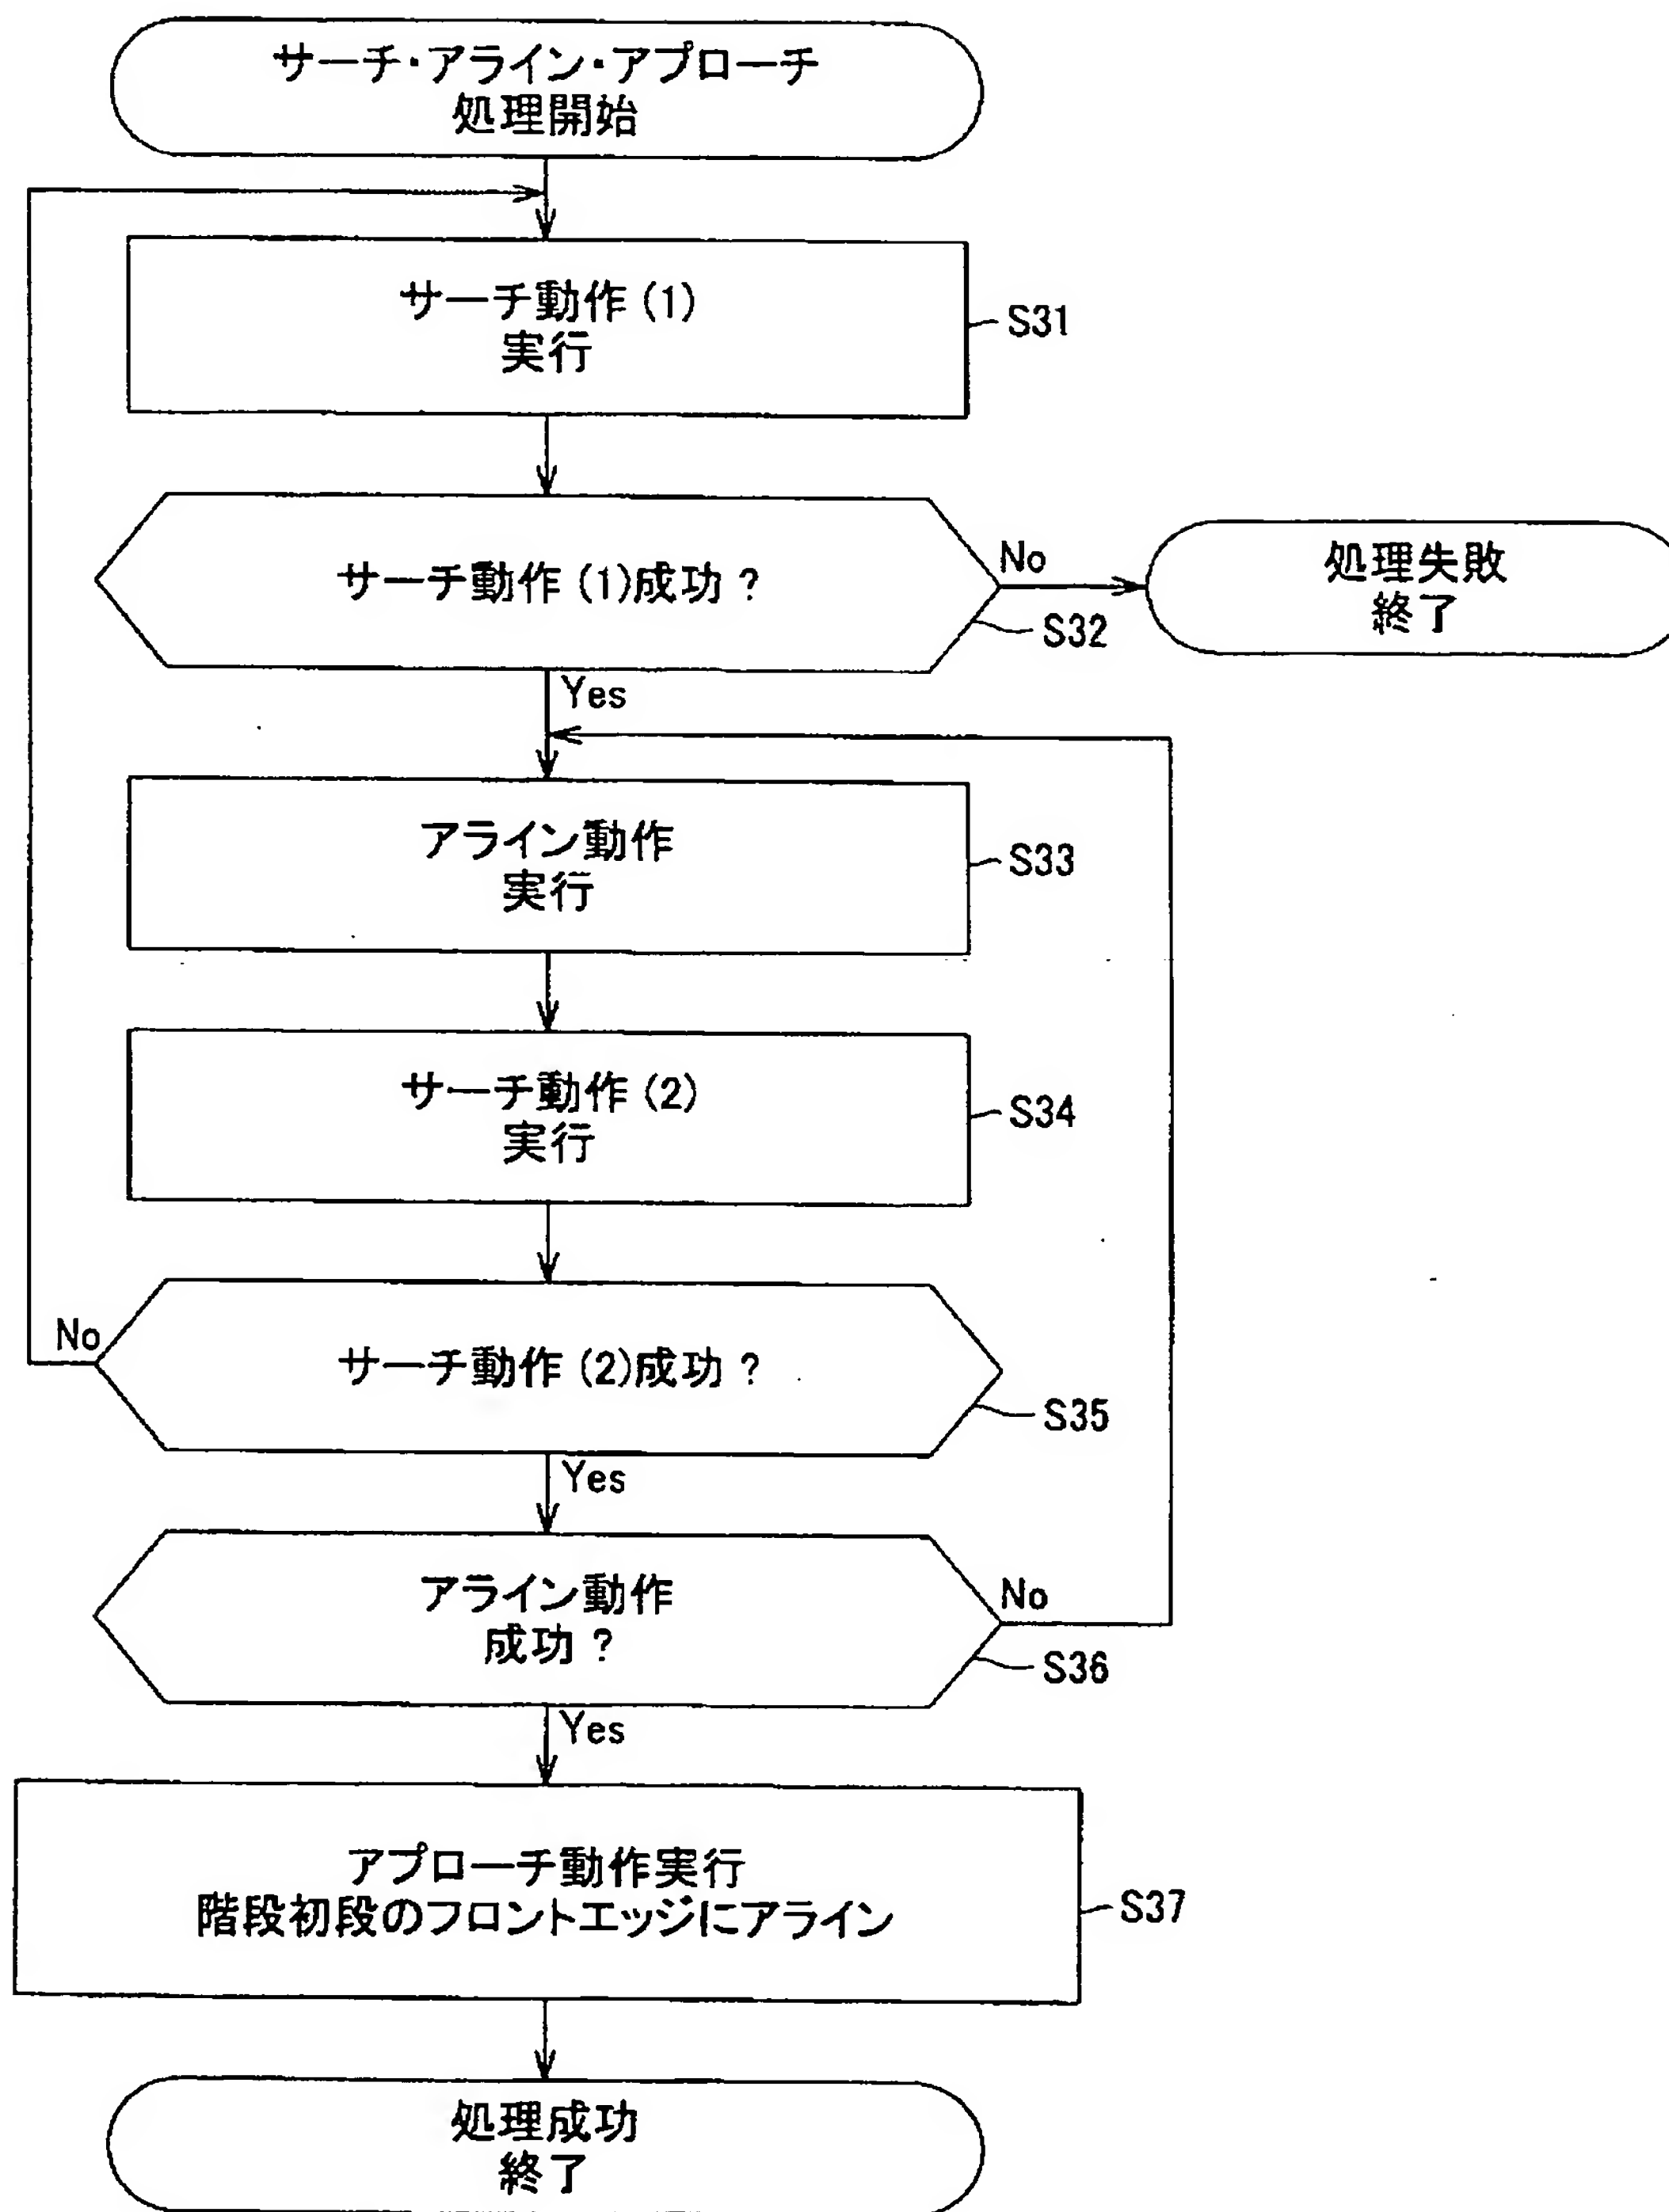 サーチ・アライン・アプローチ
処理開始
サーチ動作(1)
実行
S31
サーチ動作(1)成功?
No
S32
処理失敗
終了
Yes
アライン動作
実行
S33
サーチ動作(2)
実行
S34
No
サーチ動作(2)成功?
S35
Yes
アライン動作
成功?
No
S36
Yes
アプローチ動作実行
階段初段のフロントエッジにアライン
S37
処理成功
終了